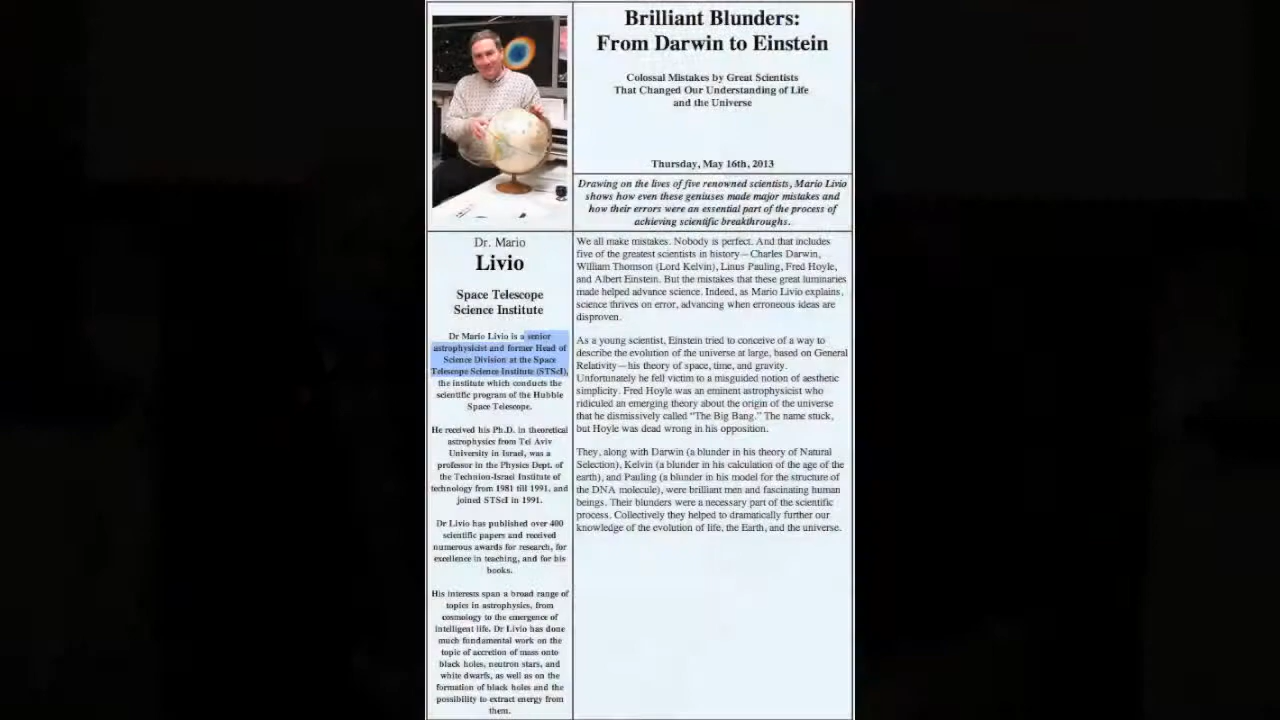 Brilliant Blunders:
From Darwin to Einstein
Colossal Mistakes by Great Scientists
That Changed Our Understanding of Life
and the Universe
Thursday, May 16th, 2013
Drawing on the lives of five renowned scientists, Mario Livio
shows how even these geniuses made major mistakes and
how their errors were an essential part of the process of
achieving scientific breakthroughs.
Dr. Mario
Livio
Space Telescope
Science Institute
Dr Mario Livio is a senior
astrophysicist and former Head of
Science Division at the Space
Telescope Science Institute (STScI),
the institute which conducts the
scientific program of the Hubble
Space Telescope.
He received his Ph.D. in theoretical
astrophysics from Tel Aviv
University in Israel, was a
professor in the Physics Dept. of
the Technion-Israel Institute of
technology from 1981 till 1991, and
joined STScI in 1991.
Dr Livio has published over 400
scientific papers and received
numerous awards for research, for
excellence in teaching, and for his
books.
His interests span a broad range of
topics in astrophysics, from
cosmology to the emergence of
intelligent life. Dr Livio has done
much fundamental work on the
topic of accretion of mass onto
black holes, neutron stars, and
white dwarfs, as well as on the
formation of black holes and the
possibility to extract energy from
them.
We all make mistakes. Nobody is perfect. And that includes
five of the greatest scientists in history—Charles Darwin,
William Thomson (Lord Kelvin), Linus Pauling, Fred Hoyle,
and Albert Einstein. But the mistakes that these great luminaries
made helped advance science. Indeed, as Mario Livio explains,
science thrives on error, advancing when erroneous ideas are
disproven.
As a young scientist, Einstein tried to conceive of a way to
describe the evolution of the universe at large, based on General
Relativity—his theory of space, time, and gravity.
Unfortunately he fell victim to a misguided notion of aesthetic
simplicity. Fred Hoyle was an eminent astrophysicist who
ridiculed an emerging theory about the origin of the universe
that he dismissively called “The Big Bang.” The name stuck,
but Hoyle was dead wrong in his opposition.
They, along with Darwin (a blunder in his theory of Natural
Selection), Kelvin (a blunder in his calculation of the age of the
earth), and Pauling (a blunder in his model for the structure of
the DNA molecule), were brilliant men and fascinating human
beings. Their blunders were a necessary part of the scientific
process. Collectively they helped to dramatically further our
knowledge of the evolution of life, the Earth, and the universe.